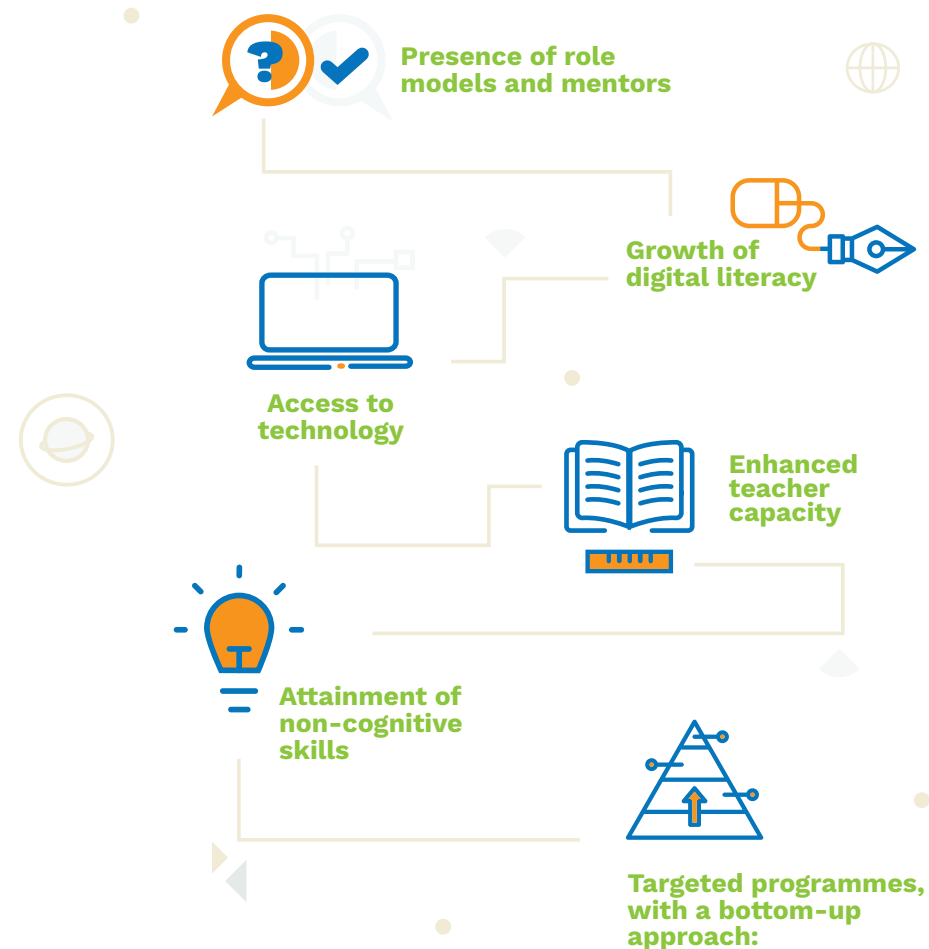 ?
Presence of role
models and mentors
Growth of
digital literacy
Access to
technology
Enhanced
teacher
capacity
Attainment of
non-cognitive
skills
Targeted programmes,
with a bottom-up
approach: